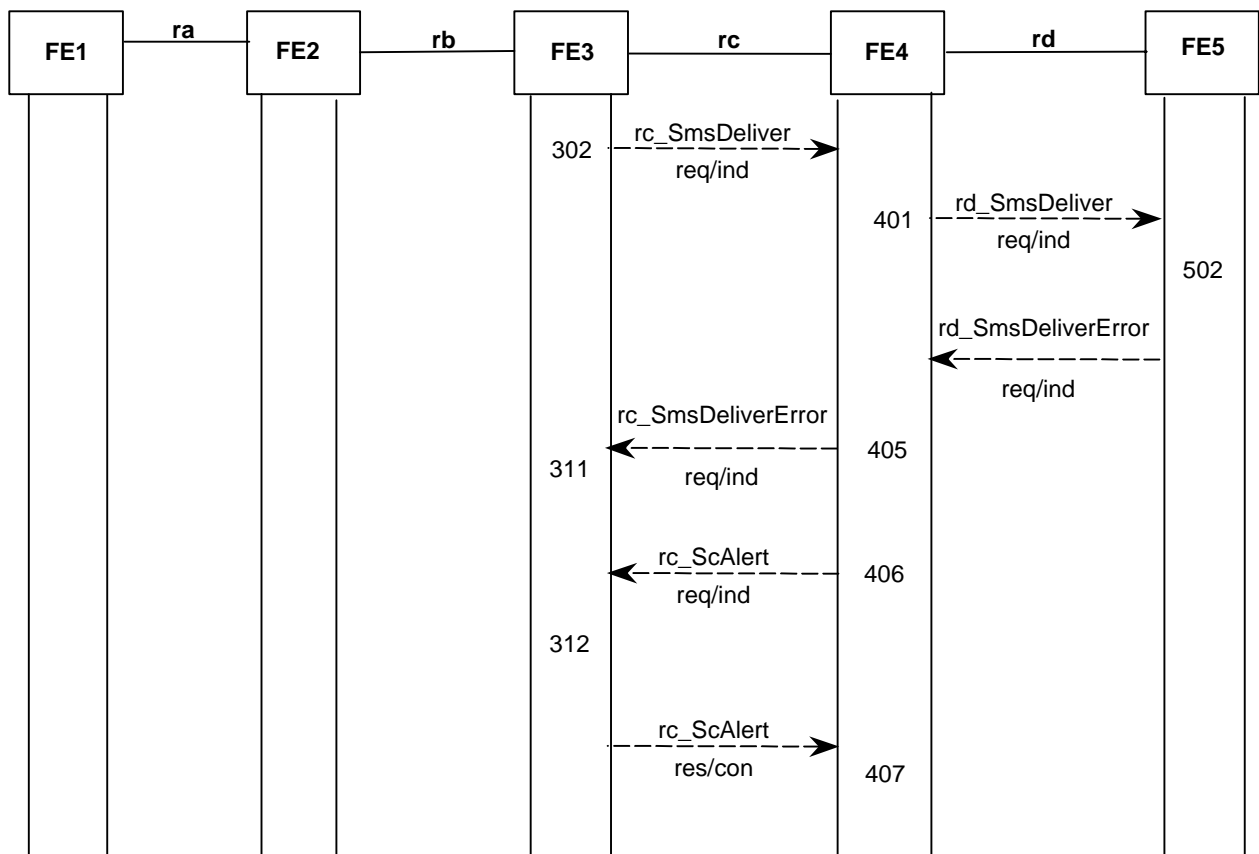 FE1
ra
FE2
rb
FE3
rc
FE4
rd
FE5
302
rc_SmsDeliver
req/ind
401
rd_SmsDeliver
req/ind
502
rd_SmsDeliverError
req/ind
rc_SmsDeliverError
405
311
req/ind
rc_ScAlert
406
req/ind
312
rc_ScAlert
res/con
407